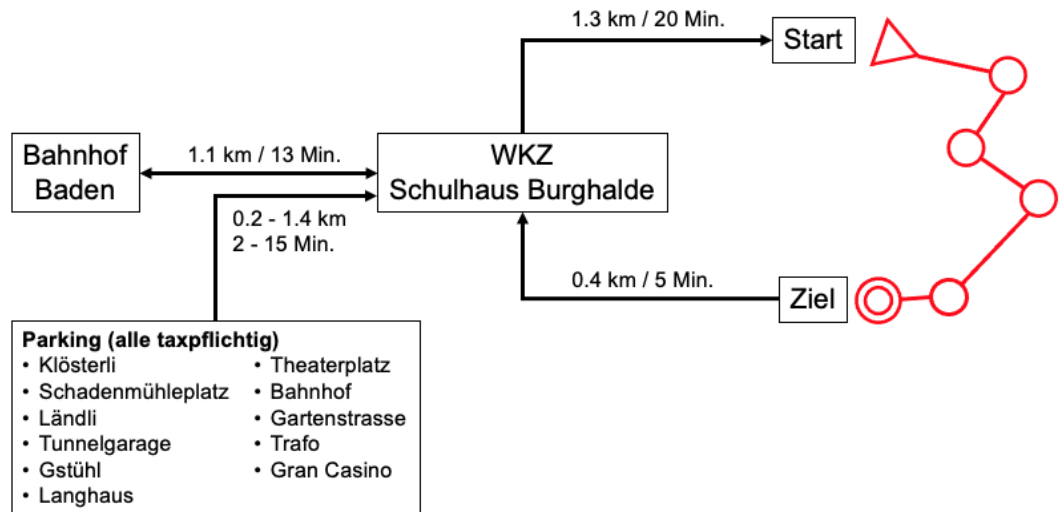 1.3 km / 20 Min.
Start
Bahnhof
Baden
1.1 km / 13 Min.
WKZ
Schulhaus Burghalde
0.2 - 1.4 km
2 - 15 Min.
0.4 km / 5 Min.
Ziel
Parking (alle taxpflichtig)
• Klösterli
• Schadenmühleplatz
• Ländli
• Tunnelgarage
• Gstühl
• Langhaus
• Theaterplatz
• Bahnhof
• Gartenstrasse
• Trafo
• Gran Casino